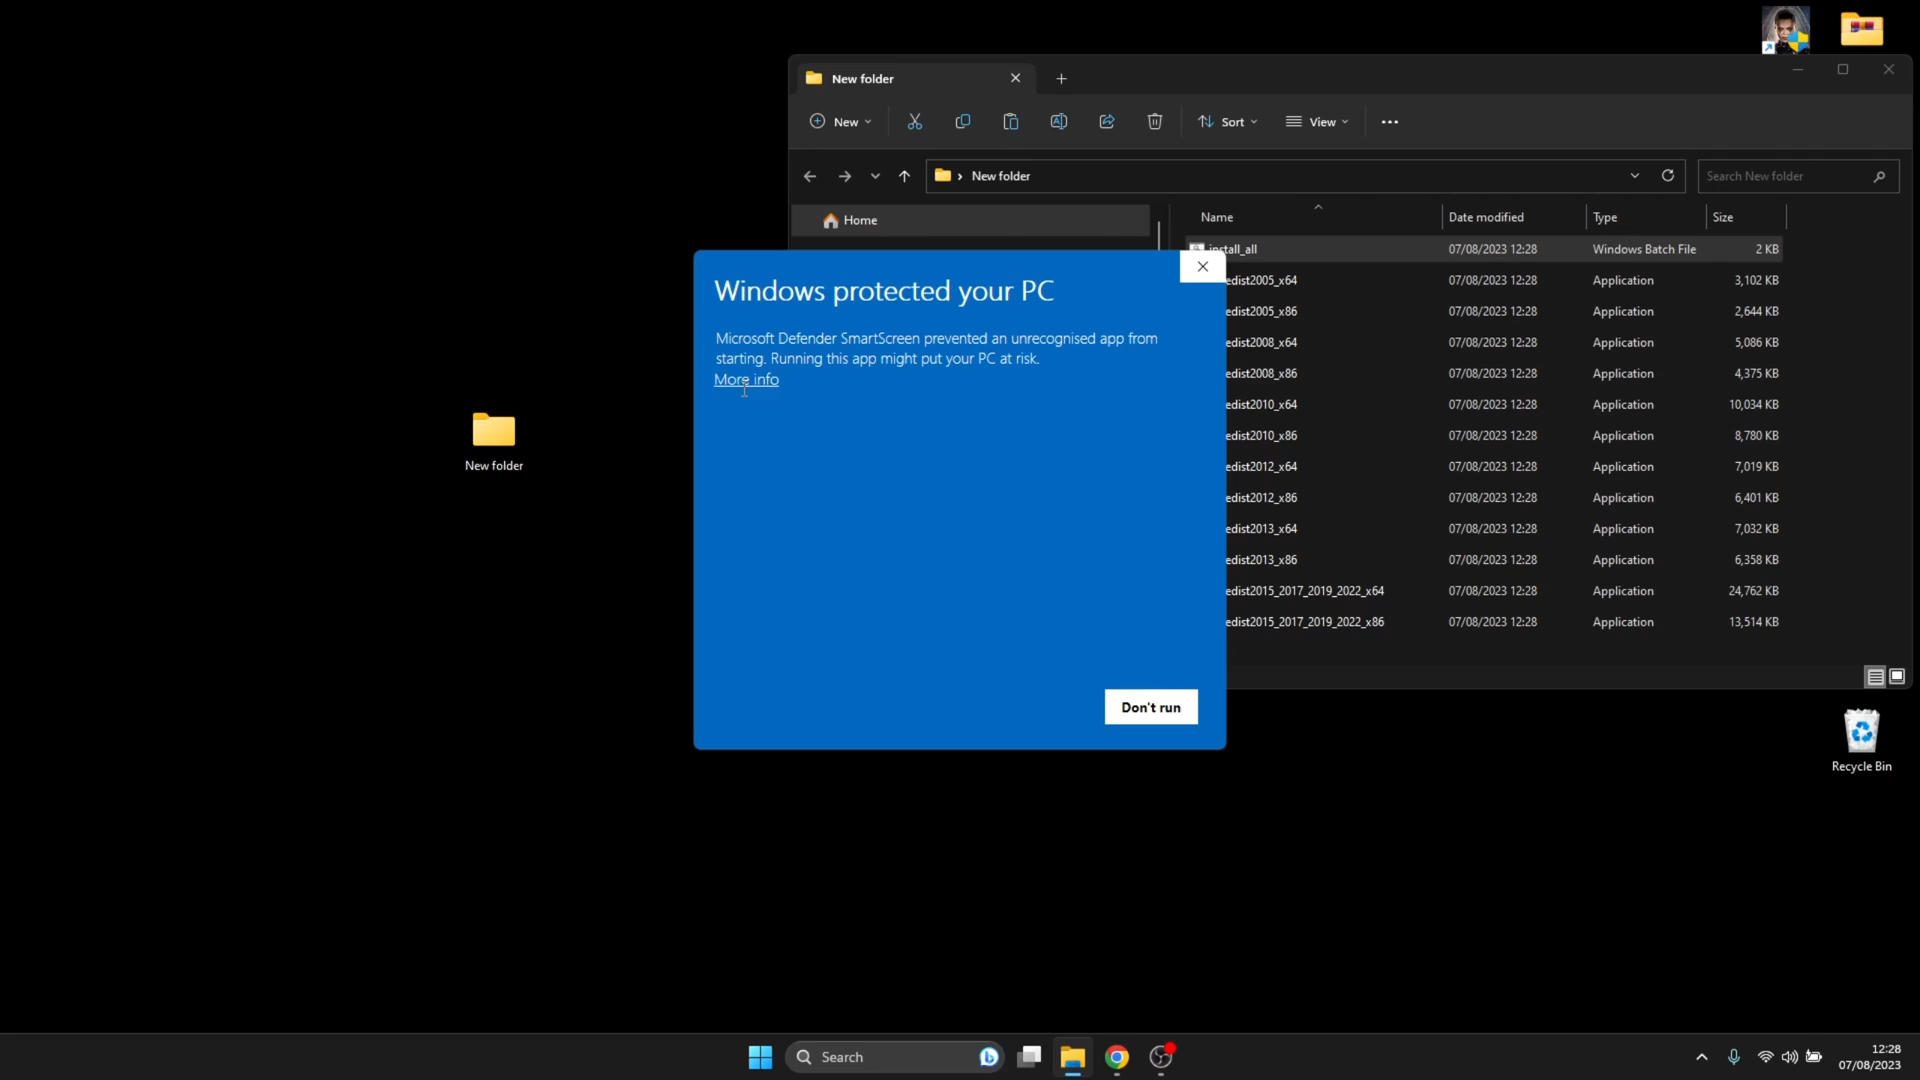 New folder
New
Sort
View
New folder
Search New folder
Home
Name
Date modified
Type
Size
install_all 07/08/2023 12:28 Windows Batch File 2 KB
edist2005_x64 07/08/2023 12:28 Application 3,102 KB
edist2005_x86 07/08/2023 12:28 Application 2,644 KB
edist2008_x64 07/08/2023 12:28 Application 5,086 KB
edist2008_x86 07/08/2023 12:28 Application 4,375 KB
edist2010_x64 07/08/2023 12:28 Application 10,034 KB
edist2010_x86 07/08/2023 12:28 Application 8,780 KB
edist2012_x64 07/08/2023 12:28 Application 7,019 KB
edist2012_x86 07/08/2023 12:28 Application 6,401 KB
edist2013_x64 07/08/2023 12:28 Application 7,032 KB
edist2013_x86 07/08/2023 12:28 Application 6,358 KB
edist2015_2017_2019_2022_x64 07/08/2023 12:28 Application 24,762 KB
edist2015_2017_2019_2022_x86 07/08/2023 12:28 Application 13,514 KB
Windows protected your PC
Microsoft Defender SmartScreen prevented an unrecognised app from
starting. Running this app might put your PC at risk.
More info
Don't run
New folder
Recycle Bin
Search
12:28
07/08/2023